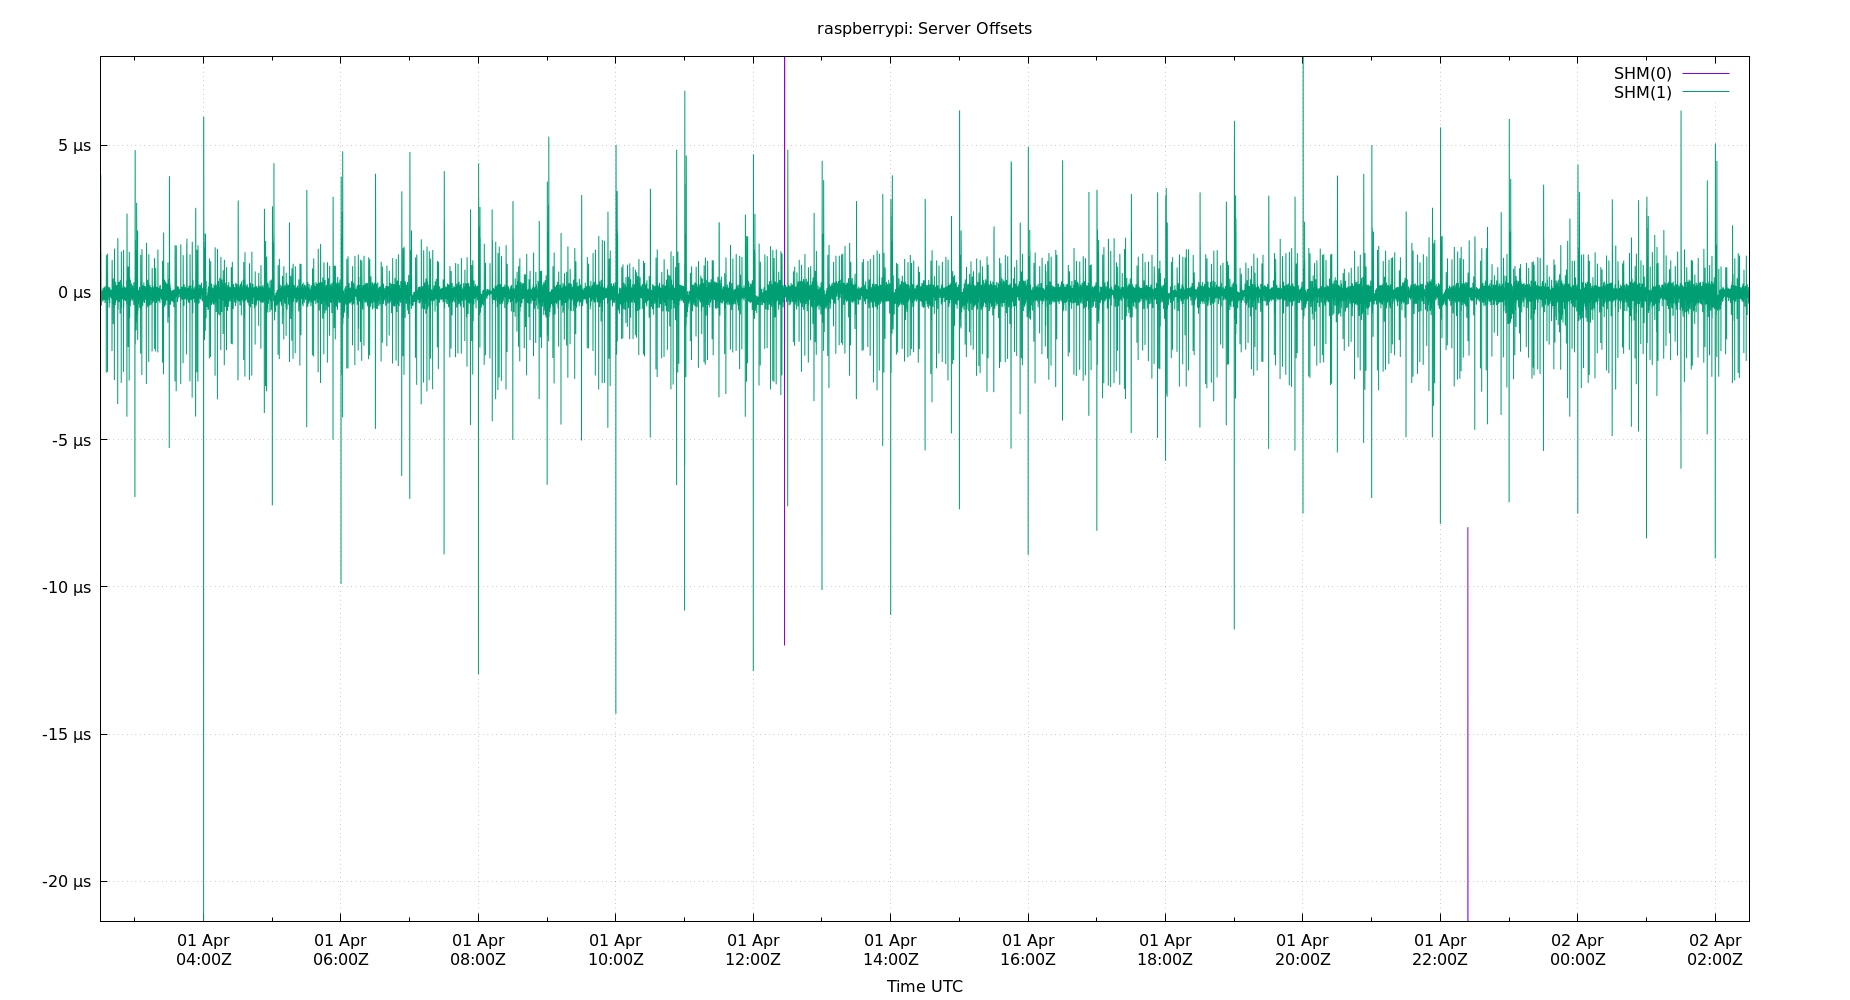 raspberrypi: Server Offsets
SHM(0)
SHM(1)
5 µs
0 µs
-5 µs
-10 µs
-15 µs
-20 µs
01 Apr 01 Apr 01 Apr 01 Apr 01 Apr 01 Apr 01 Apr 01 Apr 01 Apr 01 Apr 02 Apr 02 Apr
04:00Z 06:00Z 08:00Z 10:00Z 12:00Z 14:00Z 16:00Z 18:00Z 20:00Z 22:00Z 00:00Z 02:00Z
Time UTC